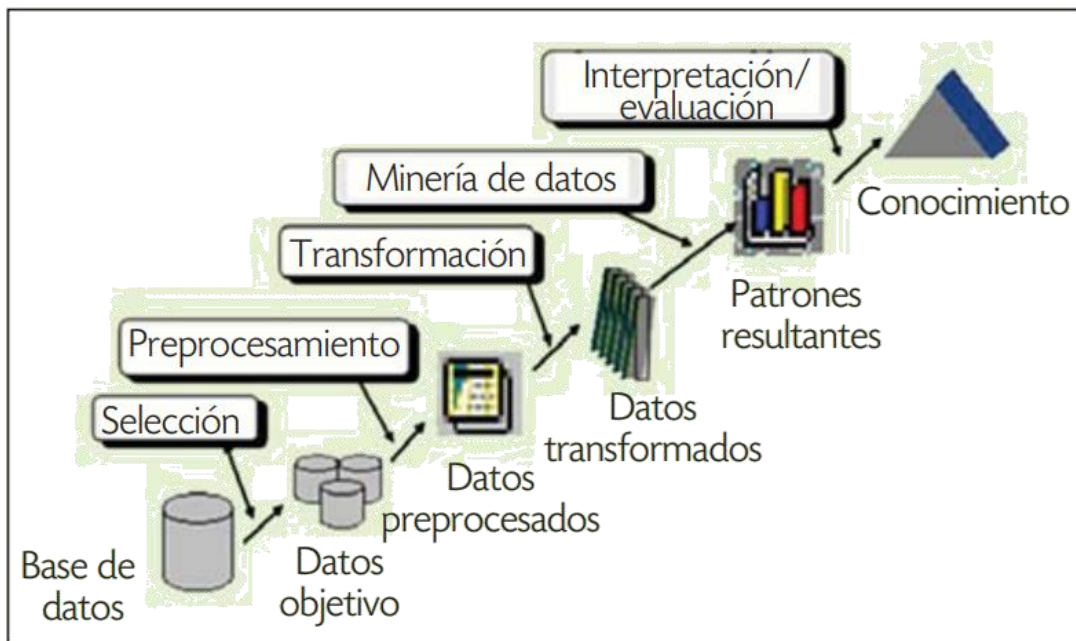 Interpretación/
evaluación
Minería de datos
Conocimiento
Transformación
Patrones
resultantes
Preprocesamiento
Datos
transformados
Selección
Datos
preprocesados
Base de
datos
Datos
objetivo